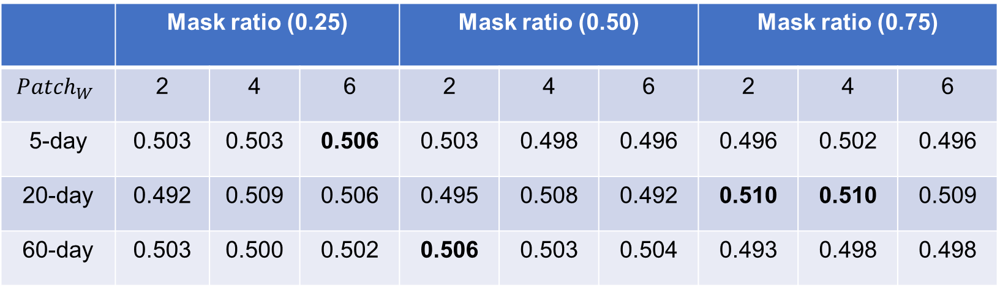 Mask ratio (0.25) Mask ratio (0.50) Mask ratio (0.75)
Patch_W 2 4 6 2 4 6 2 4 6
5-day 0.503 0.503 0.506 0.503 0.498 0.496 0.496 0.502 0.496
20-day 0.492 0.509 0.506 0.495 0.508 0.492 0.510 0.510 0.509
60-day 0.503 0.500 0.502 0.506 0.503 0.504 0.493 0.498 0.498